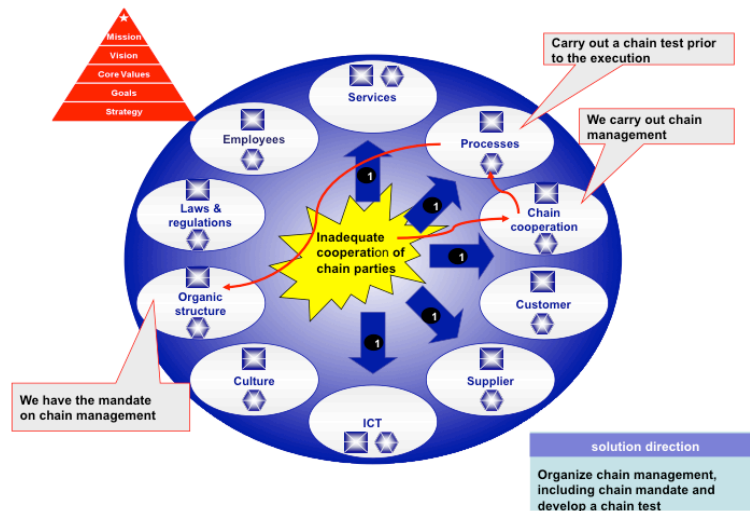 Mission
Vision
Core Values
Goals
Strategy
Carry out a chain test prior
to the execution
We carry out chain
management
Services
Employees
Processes
Laws &
regulations
Chain
cooperation
Inadequate
cooperation of
chain parties
1
1
1
1
1
Organic
structure
Customer
Culture
Supplier
ICT
We have the mandate
on chain management
solution direction
Organize chain management,
including chain mandate and
develop a chain test